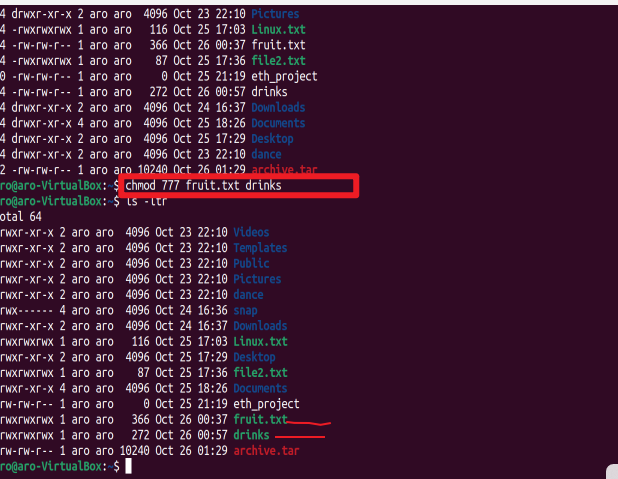 4 drwxr-xr-x 2 aro aro  4096 Oct 23 22:10 Pictures
4 -rwxrwxrwx 1 aro aro   116 Oct 25 17:03 Linux.txt
4 -rw-rw-r-- 1 aro aro   366 Oct 26 00:37 fruit.txt
4 -rwxrwxrwx 1 aro aro    87 Oct 25 17:36 file2.txt
0 -rw-rw-r-- 1 aro aro     0 Oct 25 21:19 eth_project
4 -rw-rw-r-- 1 aro aro   272 Oct 26 00:57 drinks
4 drwxr-xr-x 2 aro aro  4096 Oct 24 16:37 Downloads
4 drwxr-xr-x 4 aro aro  4096 Oct 25 18:26 Documents
4 drwxr-xr-x 2 aro aro  4096 Oct 25 17:29 Desktop
4 drwxr-xr-x 2 aro aro  4096 Oct 23 22:10 dance
2 -rw-rw-r-- 1 aro aro 10240 Oct 26 01:29 archive.tar
ro@aro-VirtualBox:~$ chmod 777 fruit.txt drinks
ro@aro-VirtualBox:~$ ls -ltr
otal 64
rwxr-xr-x 2 aro aro  4096 Oct 23 22:10 Videos
rwxr-xr-x 2 aro aro  4096 Oct 23 22:10 Templates
rwxr-xr-x 2 aro aro  4096 Oct 23 22:10 Public
rwxr-xr-x 2 aro aro  4096 Oct 23 22:10 Pictures
rwxr-xr-x 2 aro aro  4096 Oct 23 22:10 dance
rwx------ 4 aro aro  4096 Oct 24 16:36 snap
rwxr-xr-x 2 aro aro  4096 Oct 24 16:37 Downloads
rwxrwxrwx 1 aro aro   116 Oct 25 17:03 Linux.txt
rwxr-xr-x 2 aro aro  4096 Oct 25 17:29 Desktop
rwxrwxrwx 1 aro aro    87 Oct 25 17:36 file2.txt
rwxr-xr-x 4 aro aro  4096 Oct 25 18:26 Documents
rw-rw-r-- 1 aro aro     0 Oct 25 21:19 eth_project
rwxrwxrwx 1 aro aro   366 Oct 26 00:37 fruit.txt
rwxrwxrwx 1 aro aro   272 Oct 26 00:57 drinks
rw-rw-r-- 1 aro aro 10240 Oct 26 01:29 archive.tar
ro@aro-VirtualBox:~$